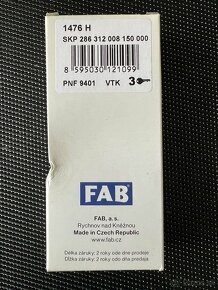 1476 H
SKP 286 312 008 150 000
8 595030 121099
PNF 9401 VTK 3
FAB
FAB, a. s.
Rychnov nad Kněžnou
Made in Czech Republic
www.fab.cz
Délka záruky: 2 roky ode dne prodeje
Dĺžka záruky: 2 roky odo dňa predaja